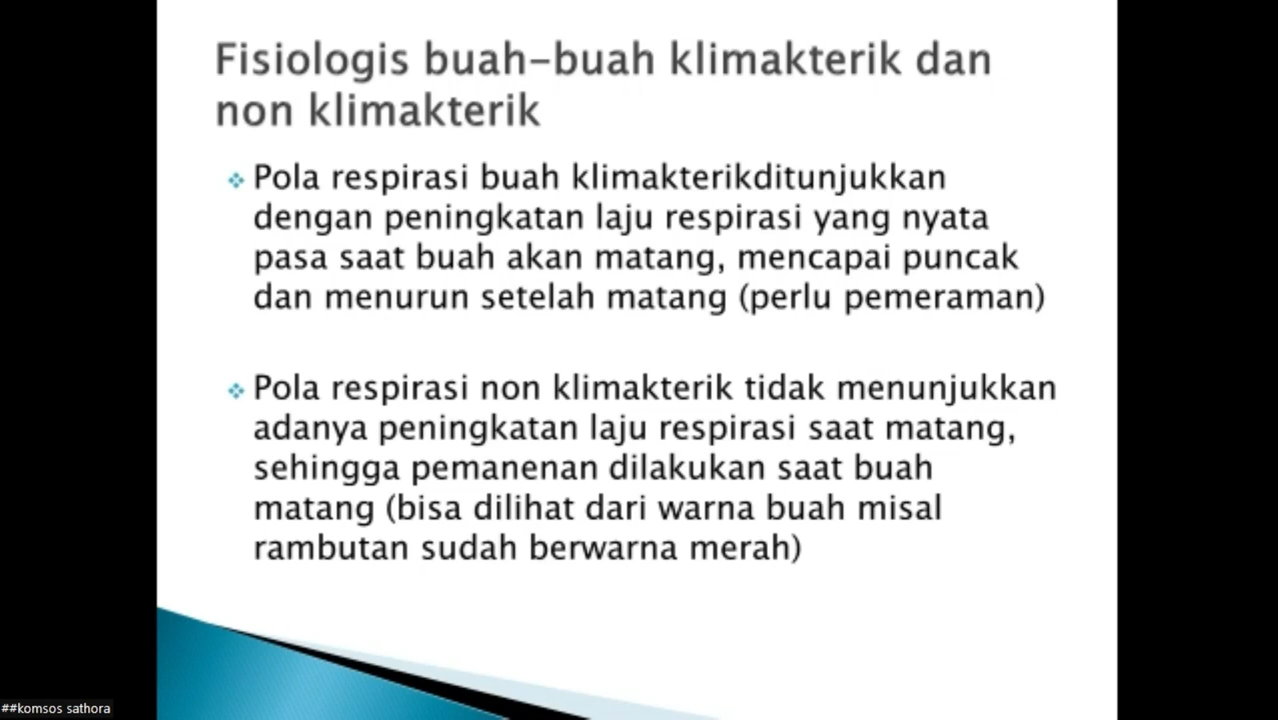 Fisiologis buah-buah klimakterik dan
non klimakterik
Pola respirasi buah klimakterikditunjukkan
dengan peningkatan laju respirasi yang nyata
pasa saat buah akan matang, mencapai puncak
dan menurun setelah matang (perlu pemeraman)
Pola respirasi non klimakterik tidak menunjukkan
adanya peningkatan laju respirasi saat matang,
sehingga pemanenan dilakukan saat buah
matang (bisa dilihat dari warna buah misal
rambutan sudah berwarna merah)
##komsos sathora